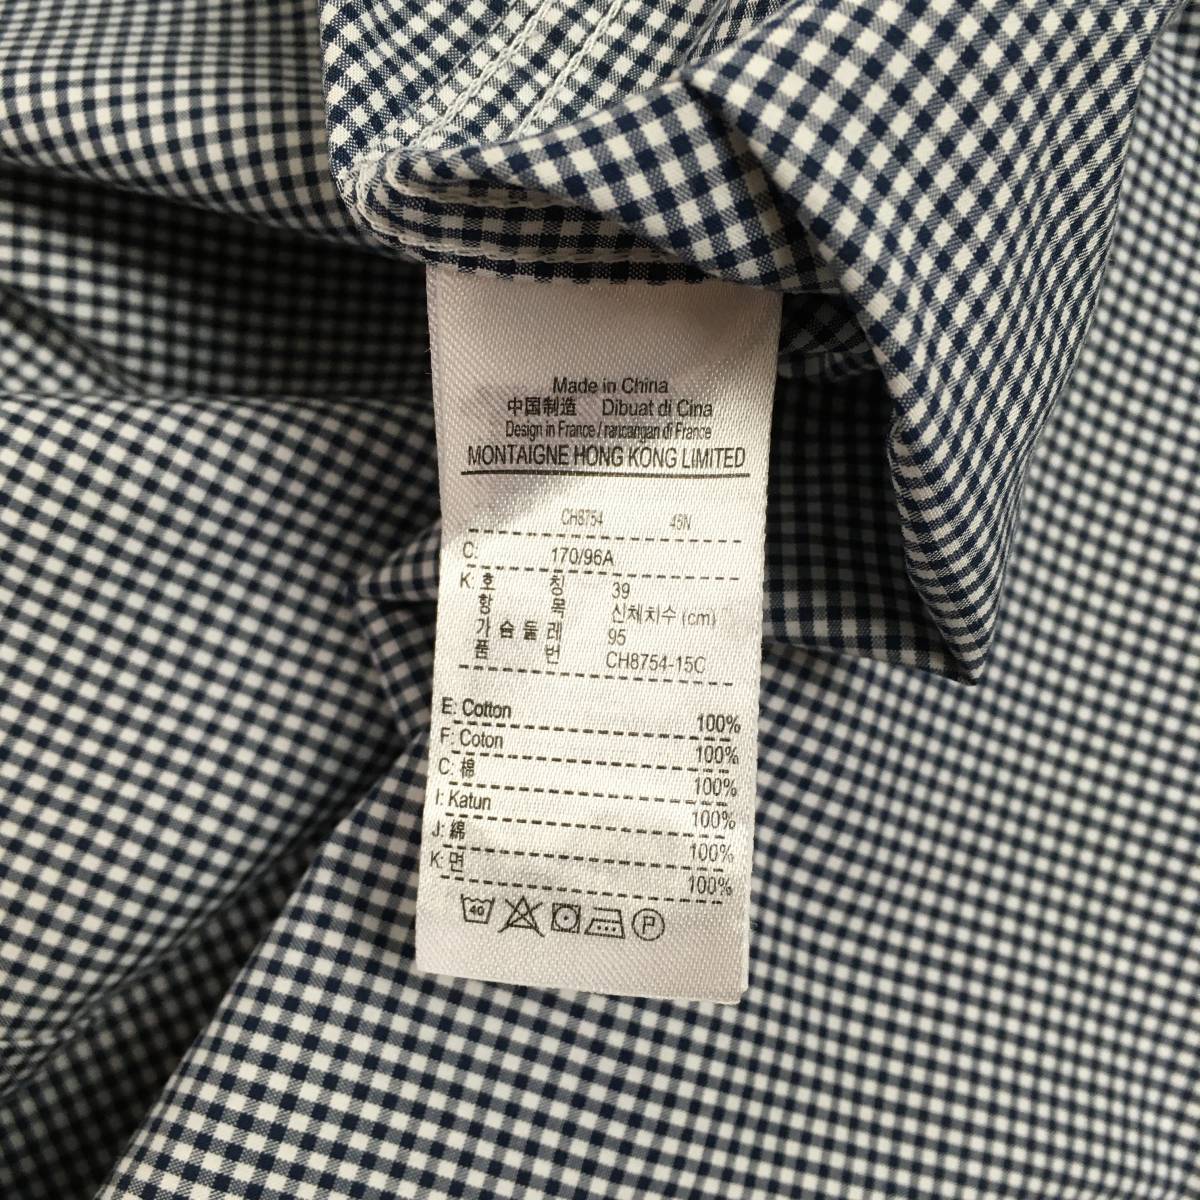 Made in China
中国制造 Dibuat di Cina
Design in France / rancangan di France
MONTAIGNE HONG KONG LIMITED
CH8754 45N
C: 170/96A
K: 호 칭 39
항 목 신체치수 (cm)
가 슴 둘 레 95
품 번 CH8754-15C
E: Cotton 100%
F: Coton 100%
C: 棉 100%
I: Katun 100%
J: 綿 100%
K: 면 100%
40 P